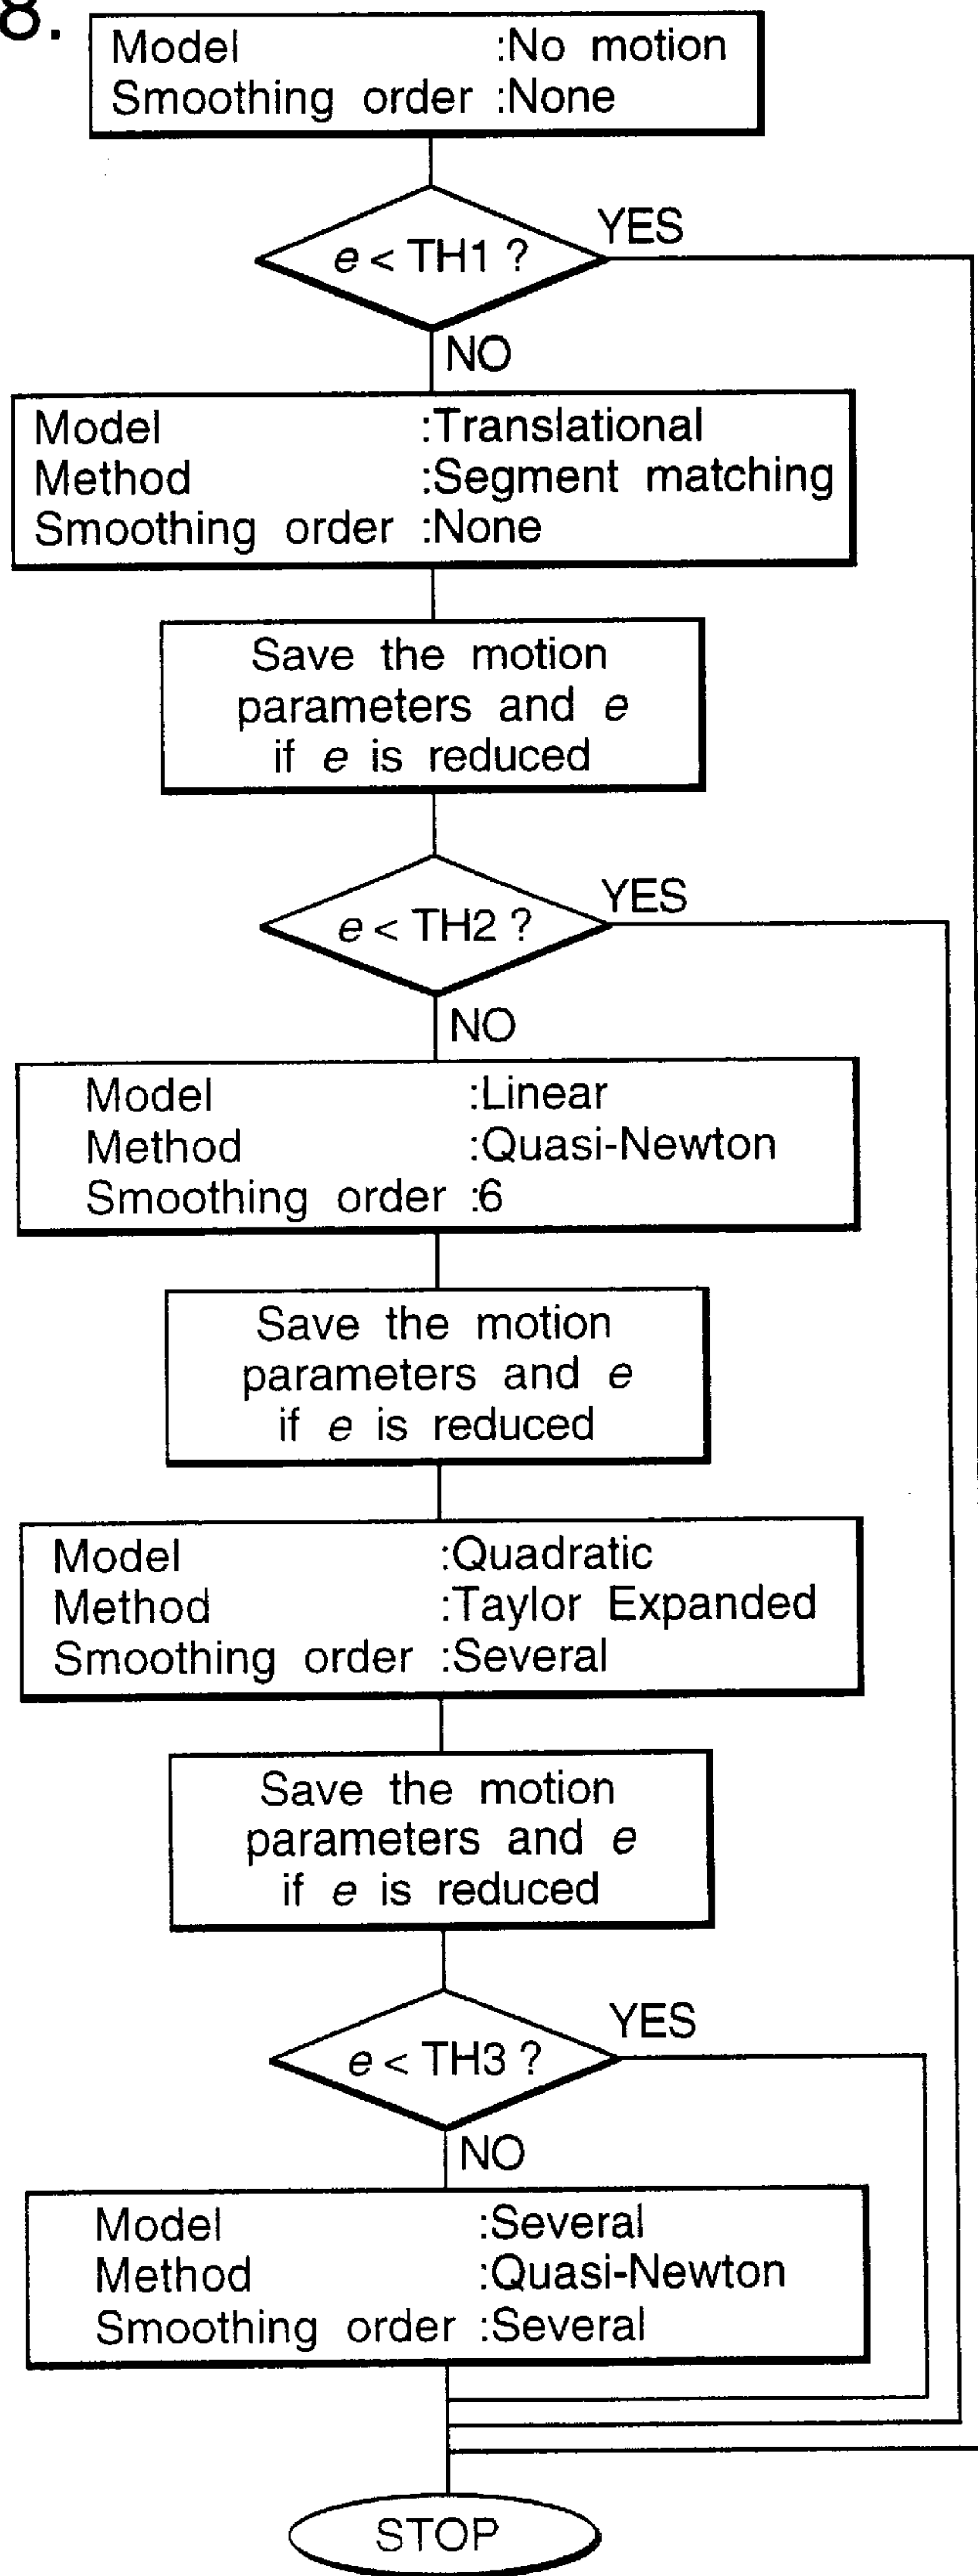 8.
Model :No motion
Smoothing order :None
e < TH1 ?
YES
NO
Model :Translational
Method :Segment matching
Smoothing order :None
Save the motion
parameters and e
if e is reduced
e < TH2 ?
YES
NO
Model :Linear
Method :Quasi-Newton
Smoothing order :6
Save the motion
parameters and e
if e is reduced
Model :Quadratic
Method :Taylor Expanded
Smoothing order :Several
Save the motion
parameters and e
if e is reduced
e < TH3 ?
YES
NO
Model :Several
Method :Quasi-Newton
Smoothing order :Several
STOP